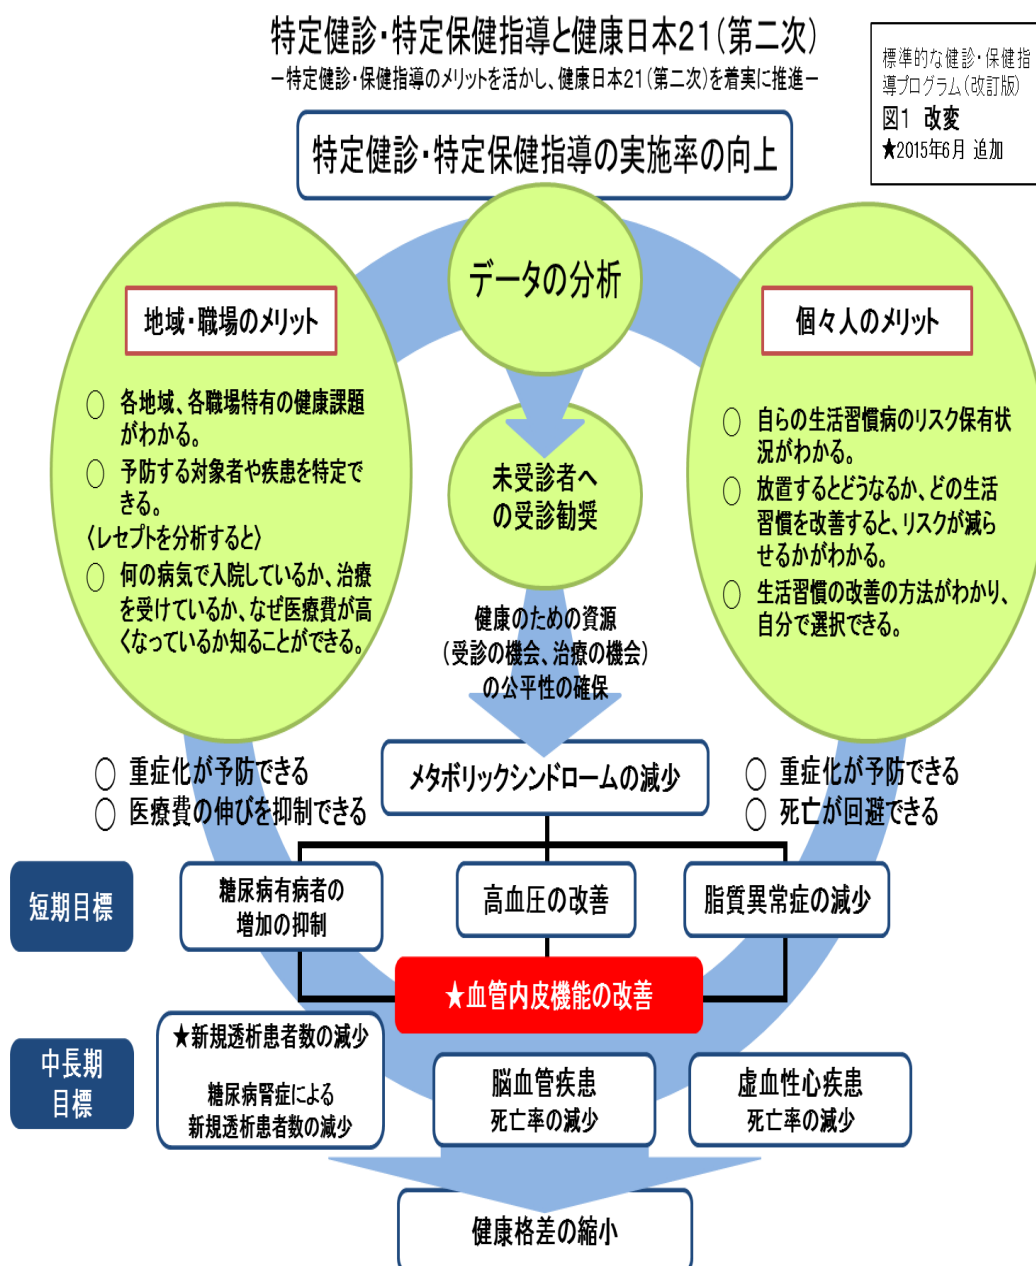 特定健診・特定保健指導と健康日本21(第二次)
－特定健診・保健指導のメリットを活かし、健康日本21(第二次)を着実に推進－
標準的な健診・保健指
導プログラム(改訂版)
図1 改変
★2015年6月 追加
特定健診・特定保健指導の実施率の向上
データの分析
地域・職場のメリット
○ 各地域、各職場特有の健康課題
がわかる。
○ 予防する対象者や疾患を特定で
きる。
〈レセプトを分析すると〉
○ 何の病気で入院しているか、治療
を受けているか、なぜ医療費が高
くなっているか知ることができる。
個々人のメリット
○ 自らの生活習慣病のリスク保有状
況がわかる。
○ 放置するとどうなるか、どの生活
習慣を改善すると、リスクが減ら
せるかがわかる。
○ 生活習慣の改善の方法がわかり、
自分で選択できる。
未受診者へ
の受診勧奨
健康のための資源
(受診の機会、治療の機会)
の公平性の確保
○ 重症化が予防できる
○ 医療費の伸びを抑制できる
メタボリックシンドロームの減少
○ 重症化が予防できる
○ 死亡が回避できる
短期目標
糖尿病有病者の
増加の抑制
高血圧の改善
脂質異常症の減少
★血管内皮機能の改善
中長期
目標
★新規透析患者数の減少
糖尿病腎症による
新規透析患者数の減少
脳血管疾患
死亡率の減少
虚血性心疾患
死亡率の減少
健康格差の縮小